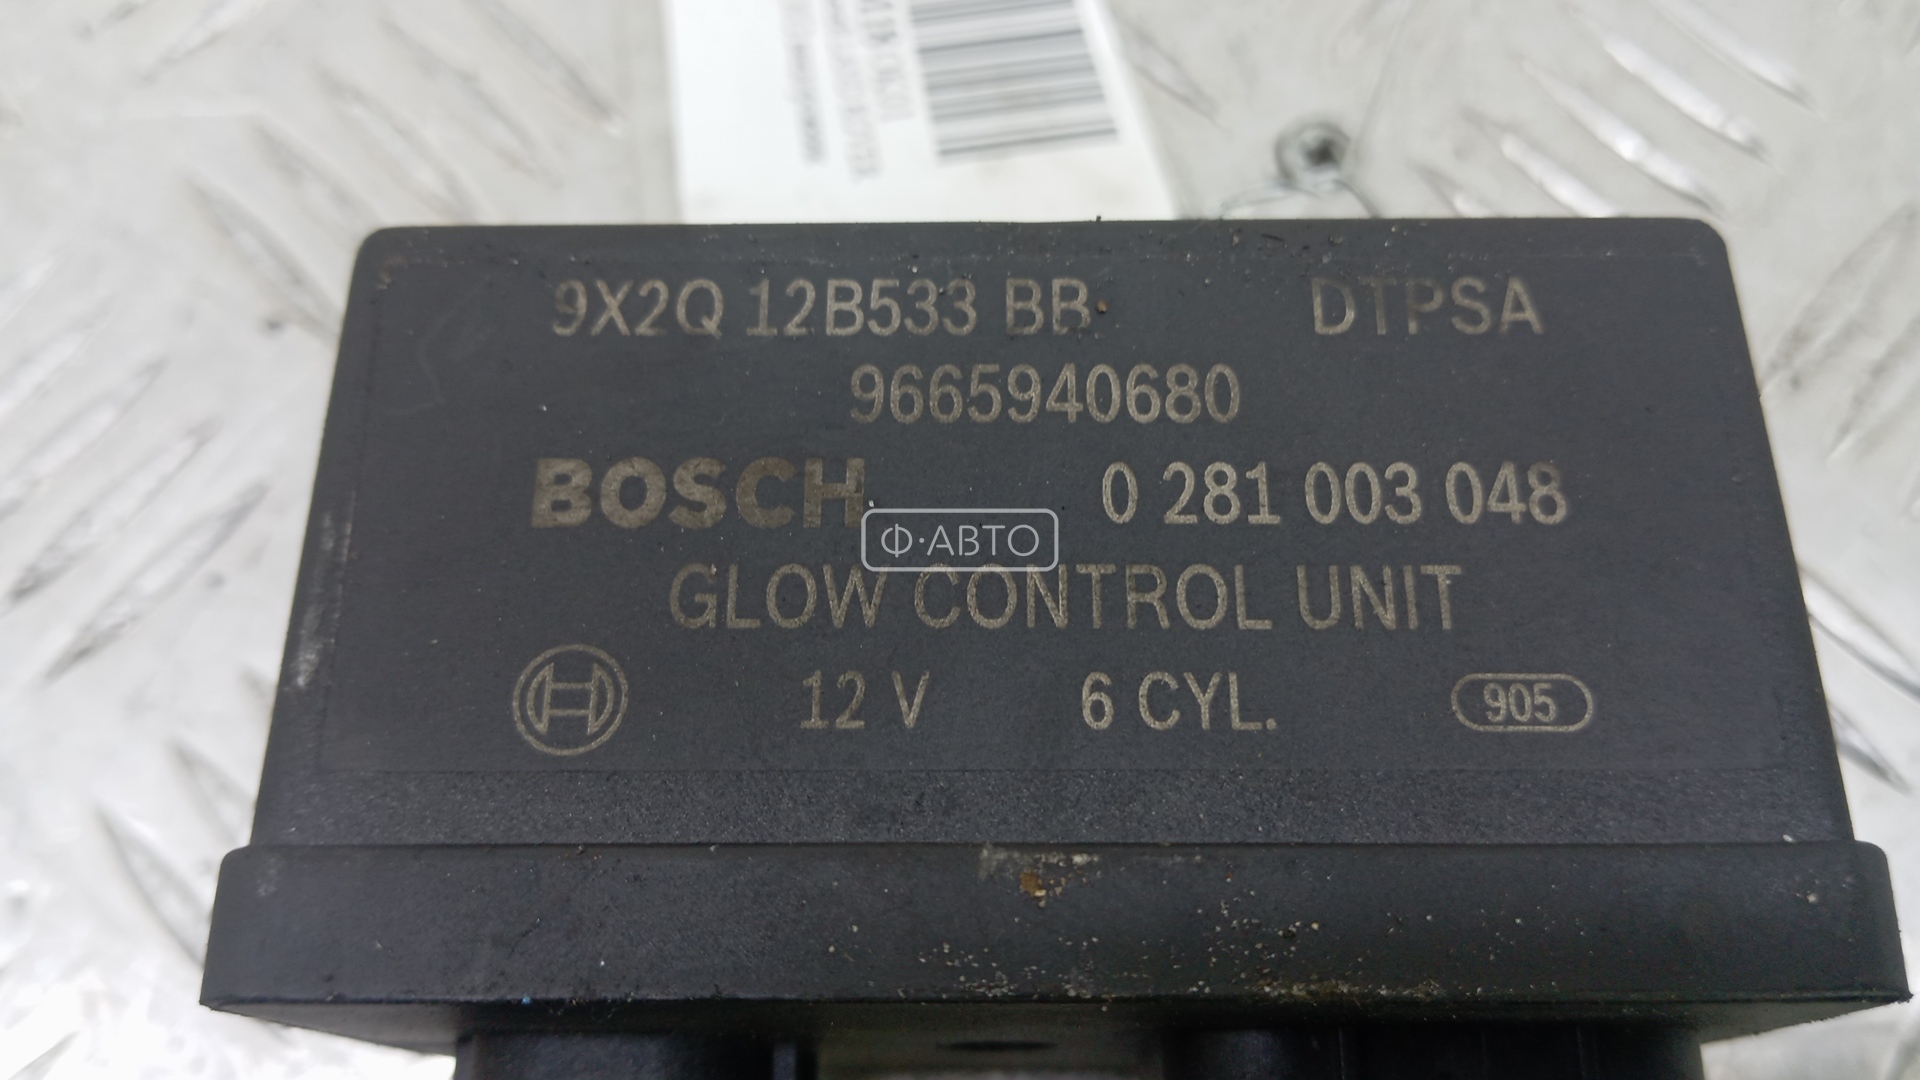 9X2Q 12B533 BB DTPSA
9665940680
BOSCH 0 281 003 048
Ф·АВТО
GLOW CONTROL UNIT
12 V 6 CYL. 905